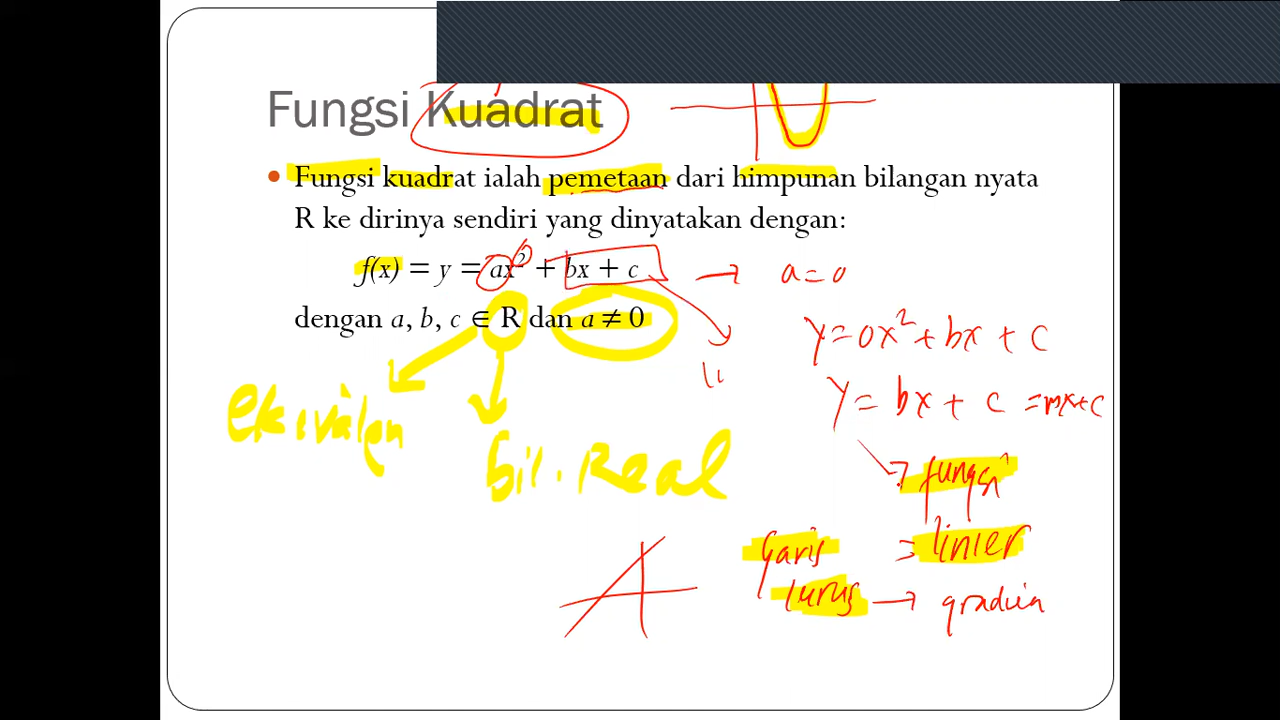 Fungsi Kuadrat
• Fungsi kuadrat ialah pemetaan dari himpunan bilangan nyata
R ke dirinya sendiri yang dinyatakan dengan:
f(x) = y = ax² + bx + c → a = 0
dengan a, b, c ∈ R dan a ≠ 0
y = 0x² + bx + c
y = bx + c = mx + c
ekivalen
bil. Real
→ fungsi
= linier
garis
lurus → gradien